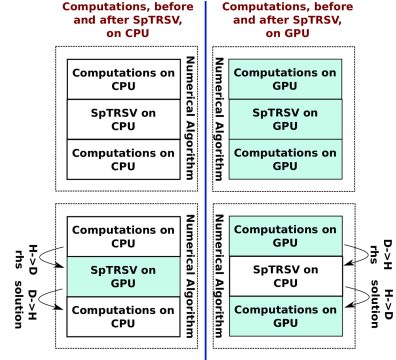 Computations, before
and after SpTRSV,
on CPU
Computations on
CPU
SpTRSV on
CPU
Computations on
CPU
Numerical Algorithm
Computations on
CPU
SpTRSV on
GPU
Computations on
CPU
Numerical Algorithm
H->D
rhs
D->H
solution
Computations, before
and after SpTRSV,
on GPU
Numerical Algorithm
Computations on
GPU
SpTRSV on
GPU
Computations on
GPU
Numerical Algorithm
Computations on
GPU
SpTRSV on
CPU
Computations on
GPU
D->H
rhs
H->D
solution